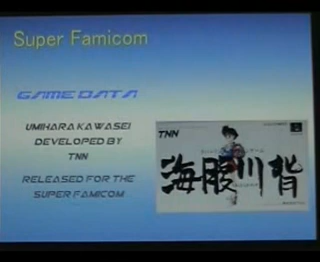 Super Famicom
GAME DATA
UMIHARA KAWASEI
DEVELOPED BY
TNN
RELEASED FOR THE
SUPER FAMICOM
TNN
海腹川背